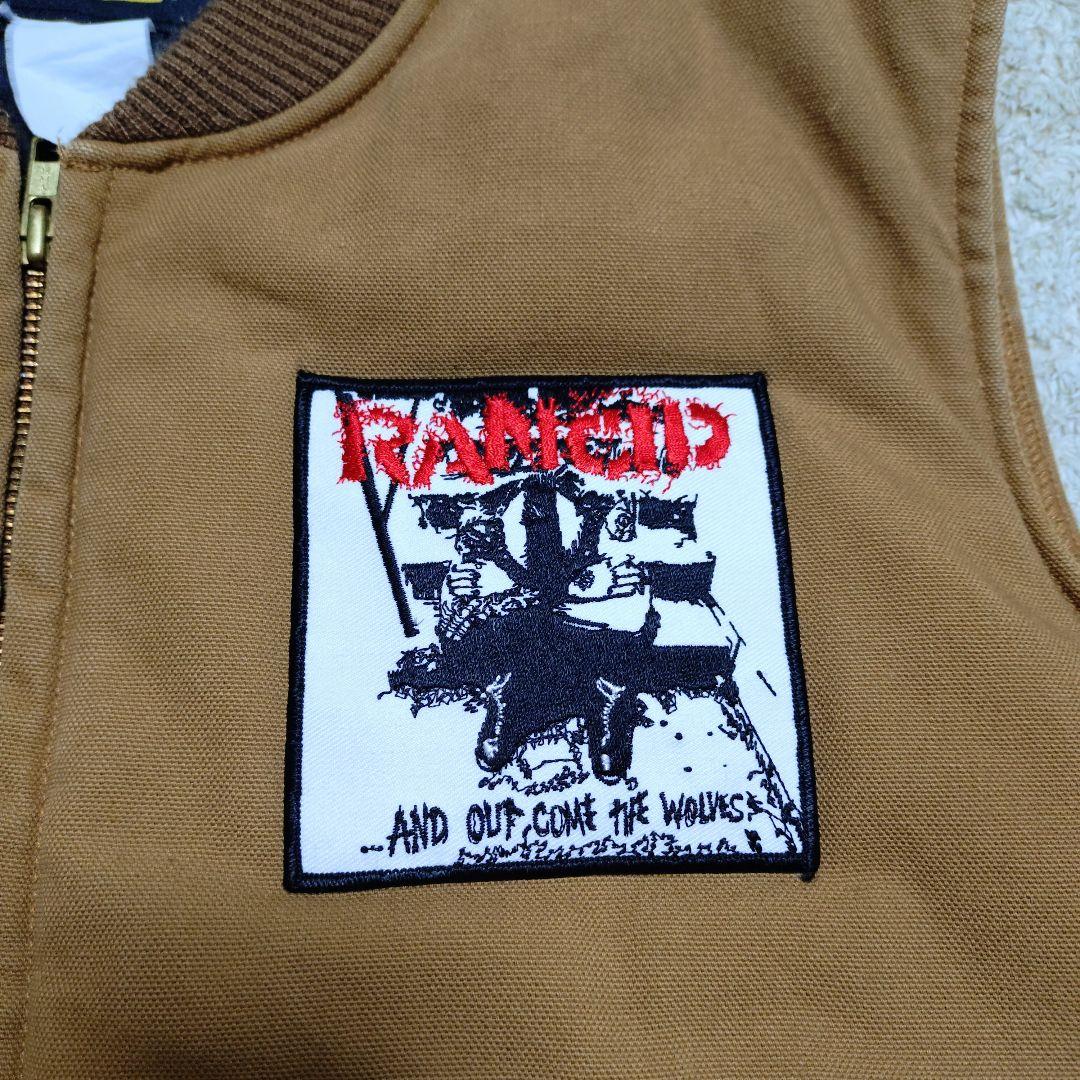 RANCID
...AND OUT COME THE WOLVES